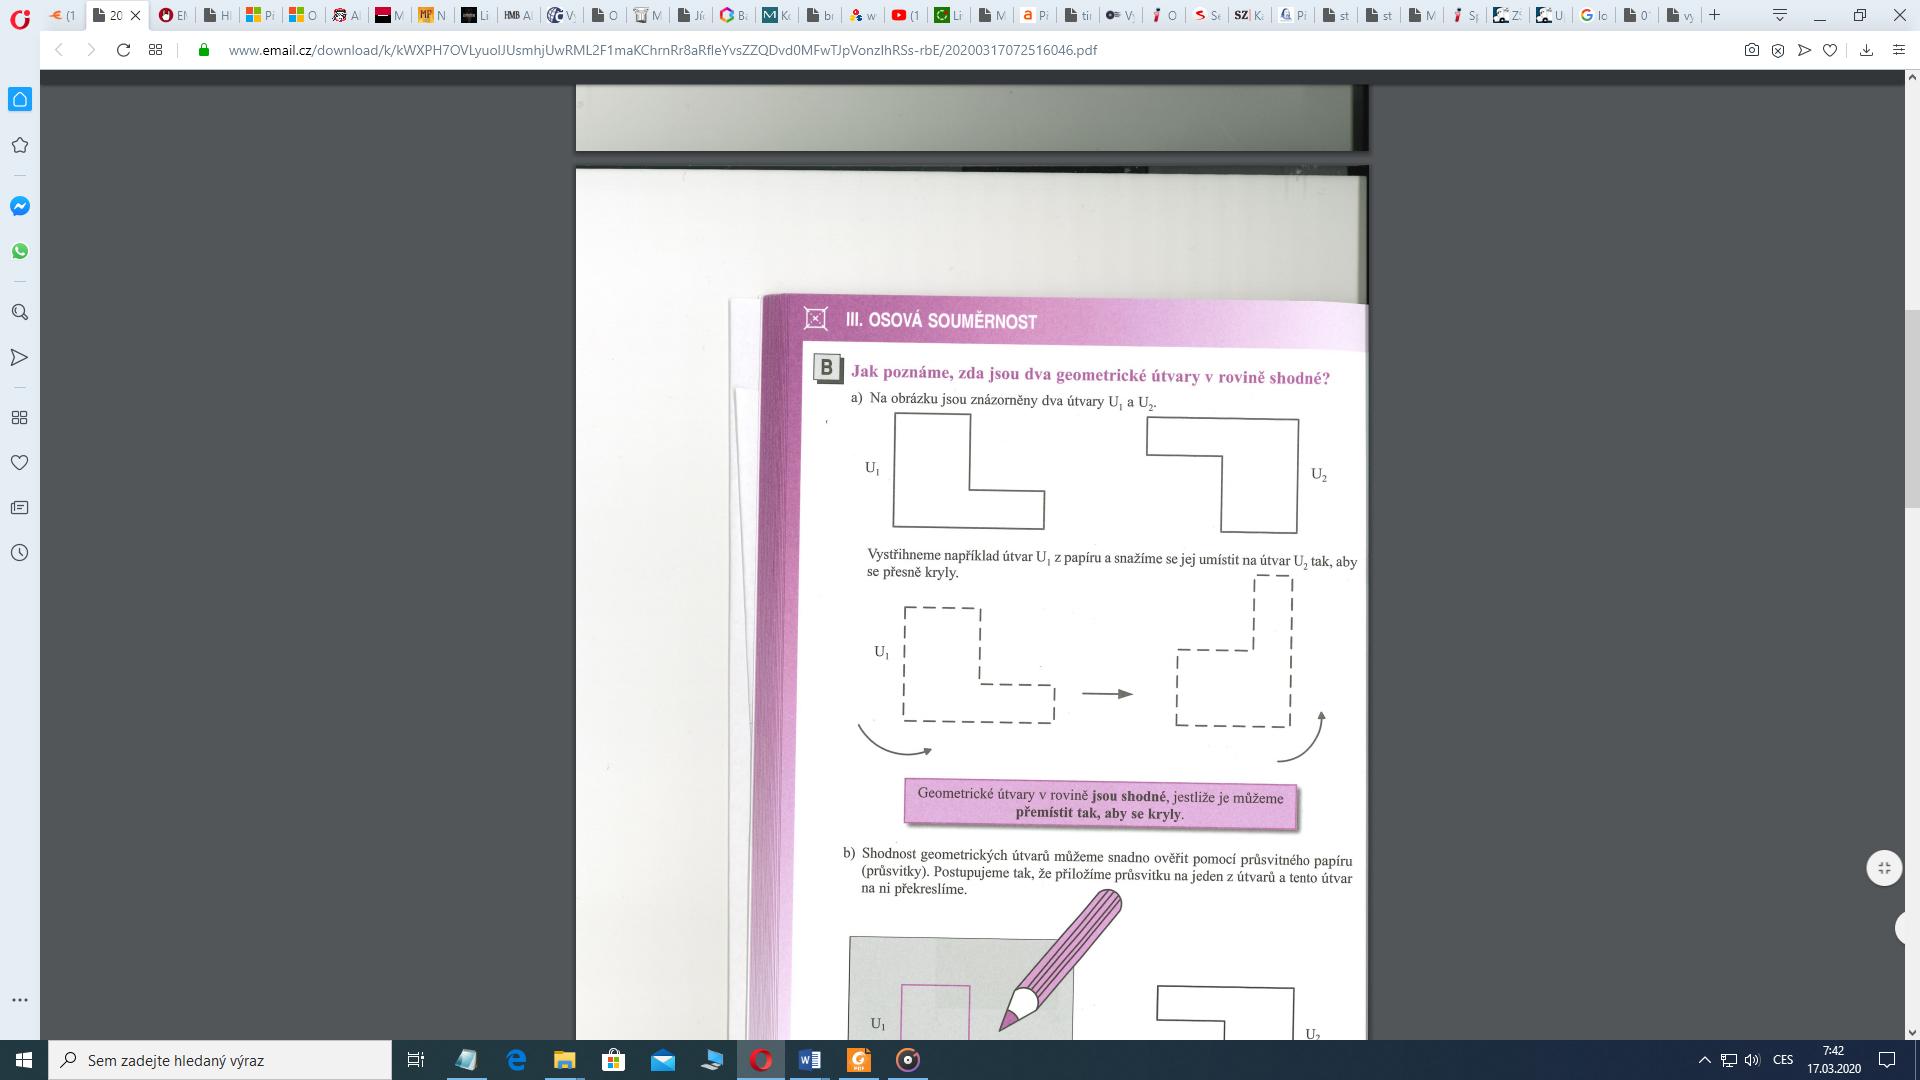 (1
20
Sem zadejte hledaný výraz
www.email.cz/download/k/kWXPH7OVLyuolJUsmhjUwRML2F1maKChrnRr8aRfleYvsZZQDvd0MFwTJpVonzIhRSs-rbE/20200317072516046.pdf
III. OSOVÁ SOUMĚRNOST
B
Jak poznáme, zda jsou dva geometrické útvary v rovině shodné?
a) Na obrázku jsou znázorněny dva útvary U₁ a U₂.
U₁
U₂
Vystřihneme například útvar U₁ z papíru a snažíme se jej umístit na útvar U₂ tak, aby
se přesně kryly.
U₁
Geometrické útvary v rovině jsou shodné, jestliže je můžeme
přemístit tak, aby se kryly.
b) Shodnost geometrických útvarů můžeme snadno ověřit pomocí průsvitného papíru
(průsvitky). Postupujeme tak, že přiložíme průsvitku na jeden z útvarů a tento útvar
na ni překreslíme.
U₁
U₂
CES
7:42
17.03.2020